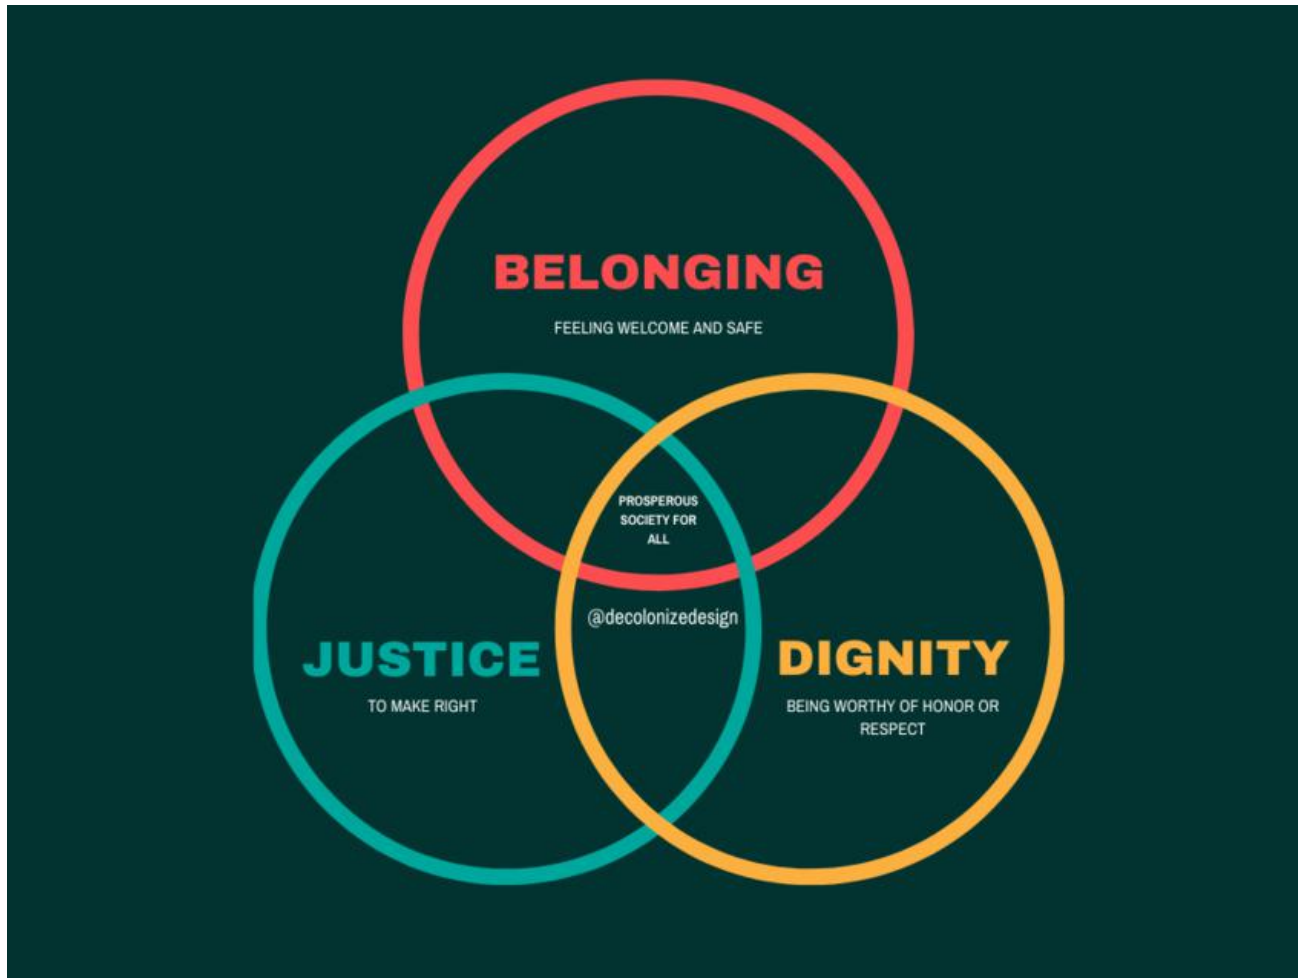 BELONGING
FEELING WELCOME AND SAFE
PROSPEROUS
SOCIETY FOR
ALL
@decolonizedesign
JUSTICE
TO MAKE RIGHT
DIGNITY
BEING WORTHY OF HONOR OR
RESPECT